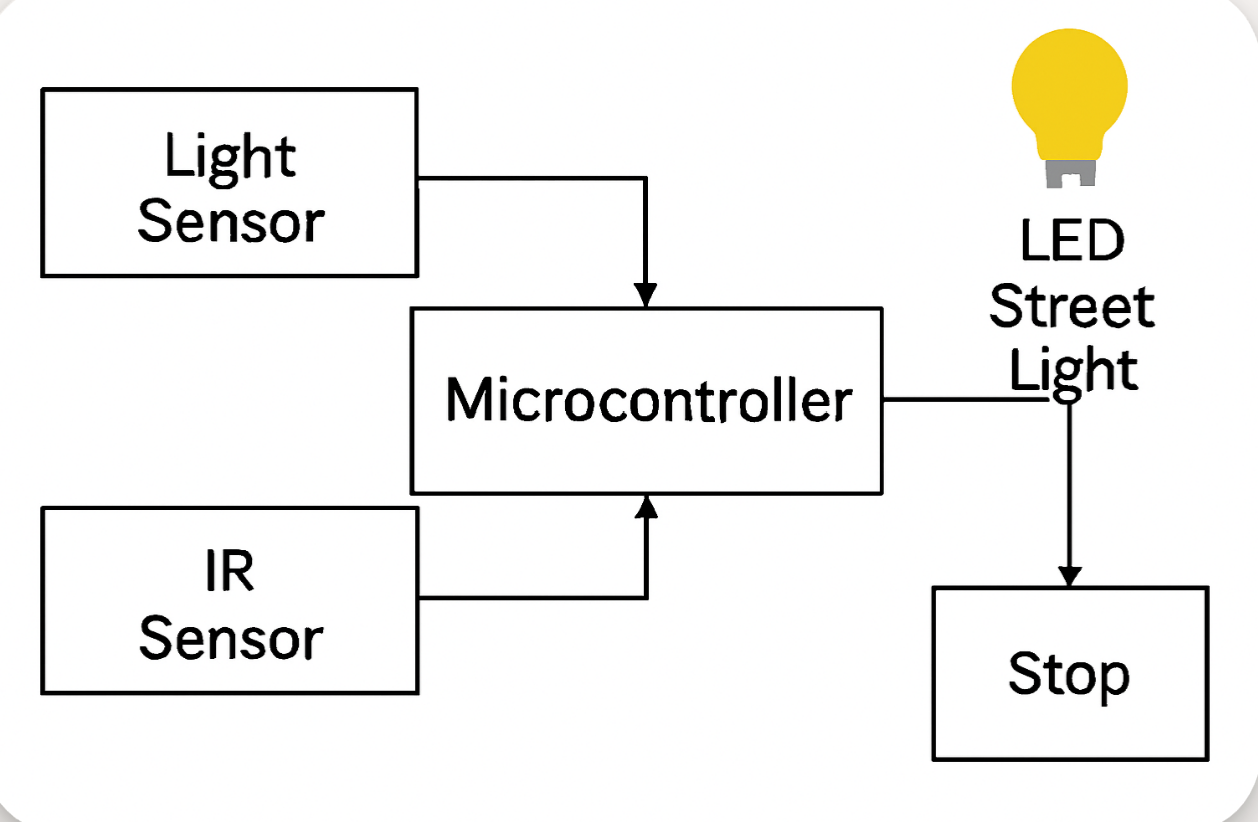 Light
Sensor
Microcontroller
LED
Street
Light
IR
Sensor
Stop